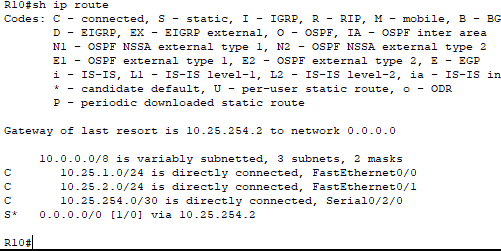 R10#sh ip route
Codes: C - connected, S - static, I - IGRP, R - RIP, M - mobile, B - BG
D - EIGRP, EX - EIGRP external, O - OSPF, IA - OSPF inter area
N1 - OSPF NSSA external type 1, N2 - OSPF NSSA external type 2
E1 - OSPF external type 1, E2 - OSPF external type 2, E - EGP
i - IS-IS, L1 - IS-IS level-1, L2 - IS-IS level-2, ia - IS-IS in
* - candidate default, U - per-user static route, o - ODR
P - periodic downloaded static route
Gateway of last resort is 10.25.254.2 to network 0.0.0.0
10.0.0.0/8 is variably subnetted, 3 subnets, 2 masks
C 10.25.1.0/24 is directly connected, FastEthernet0/0
C 10.25.2.0/24 is directly connected, FastEthernet0/1
C 10.25.254.0/30 is directly connected, Serial0/2/0
S* 0.0.0.0/0 [1/0] via 10.25.254.2
R10#